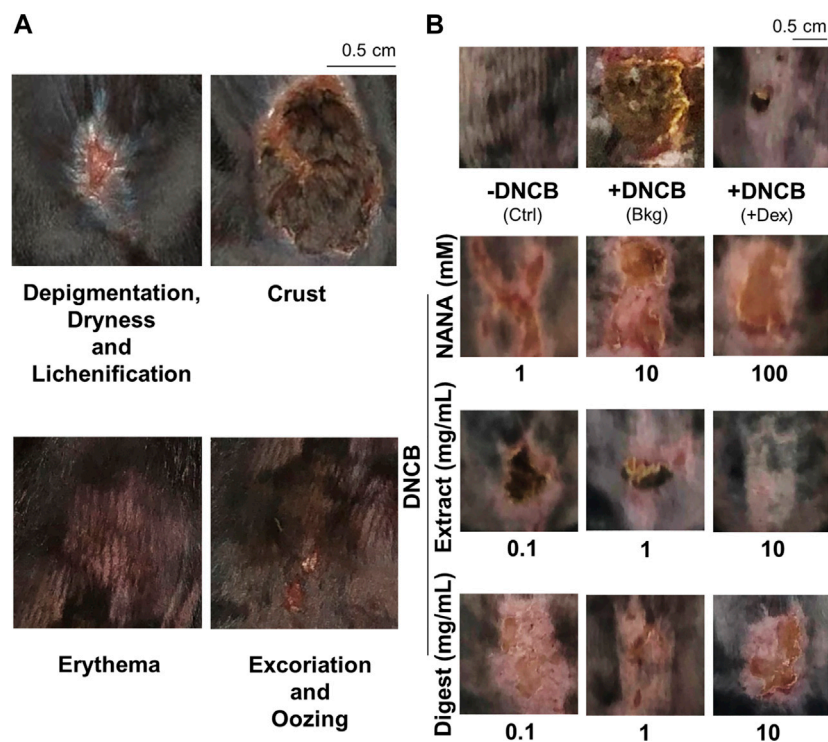 A
0.5 cm
Depigmentation,
Dryness
and
Lichenification
Crust
Erythema
Excoriation
and
Oozing
B
0.5 cm
-DNCB
(Ctrl)
+DNCB
(Bkg)
+DNCB
(+Dex)
DNCB
NANA (mM)
1
10
100
Extract (mg/mL)
0.1
1
10
Digest (mg/mL)
0.1
1
10